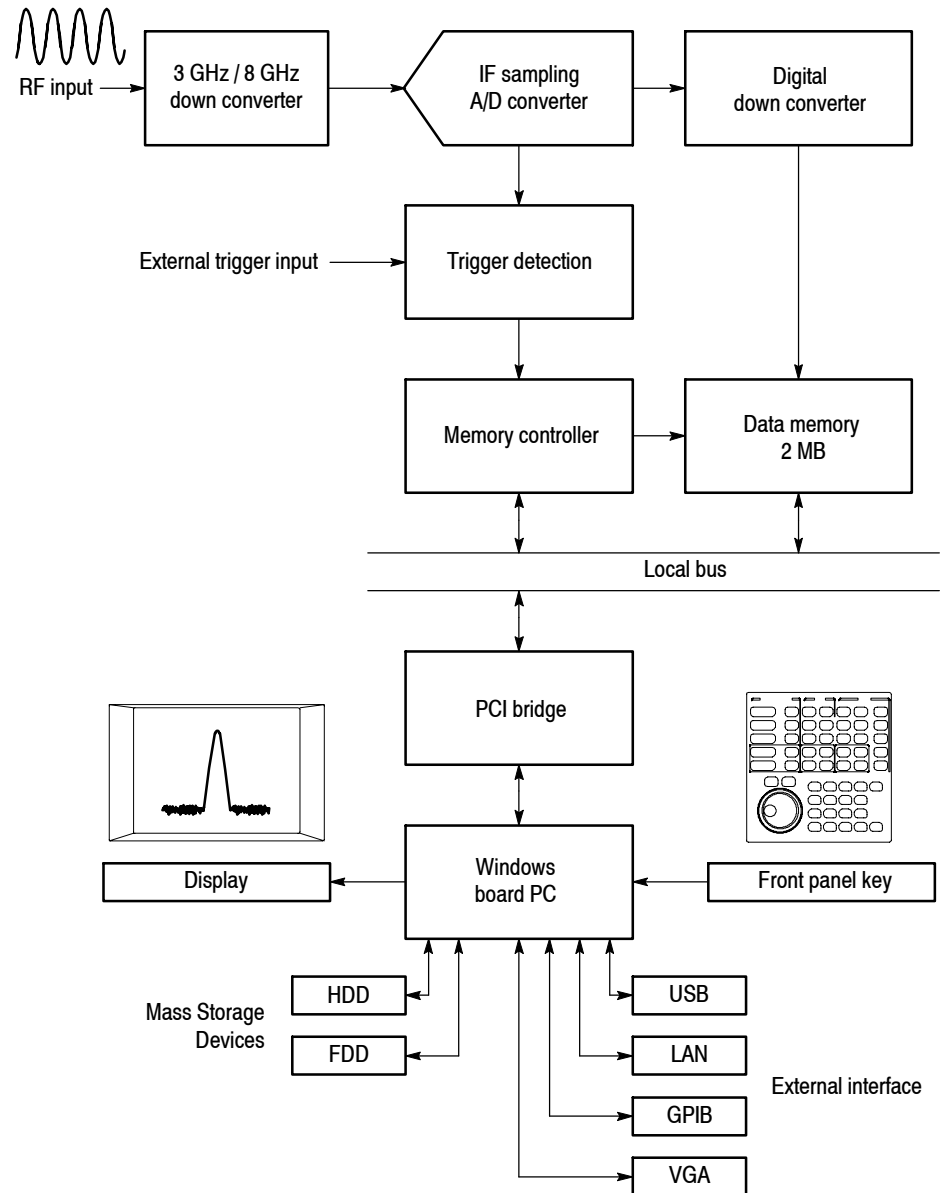 RF input
3 GHz / 8 GHz
down converter
IF sampling
A/D converter
Digital
down converter
External trigger input
Trigger detection
Memory controller
Data memory
2 MB
Local bus
PCI bridge
Display
Windows
board PC
Front panel key
Mass Storage
Devices
HDD
FDD
USB
LAN
GPIB
VGA
External interface